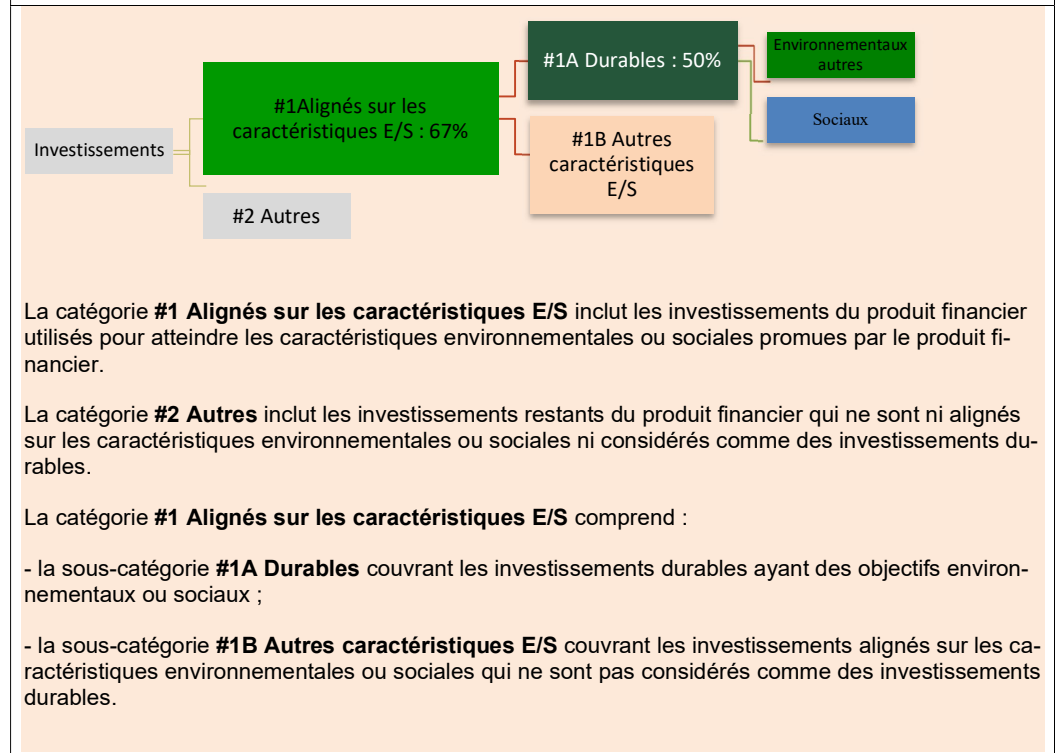 Investissements
#1Alignés sur les
caractéristiques E/S : 67%
#2 Autres
#1A Durables : 50%
#1B Autres
caractéristiques
E/S
Environnementaux
autres
Sociaux
La catégorie #1 Alignés sur les caractéristiques E/S inclut les investissements du produit financier
utilisés pour atteindre les caractéristiques environnementales ou sociales promues par le produit fi-
nancier.
La catégorie #2 Autres inclut les investissements restants du produit financier qui ne sont ni alignés
sur les caractéristiques environnementales ou sociales ni considérés comme des investissements du-
rables.
La catégorie #1 Alignés sur les caractéristiques E/S comprend :
- la sous-catégorie #1A Durables couvrant les investissements durables ayant des objectifs environ-
nementaux ou sociaux ;
- la sous-catégorie #1B Autres caractéristiques E/S couvrant les investissements alignés sur les ca-
ractéristiques environnementales ou sociales qui ne sont pas considérés comme des investissements
durables.